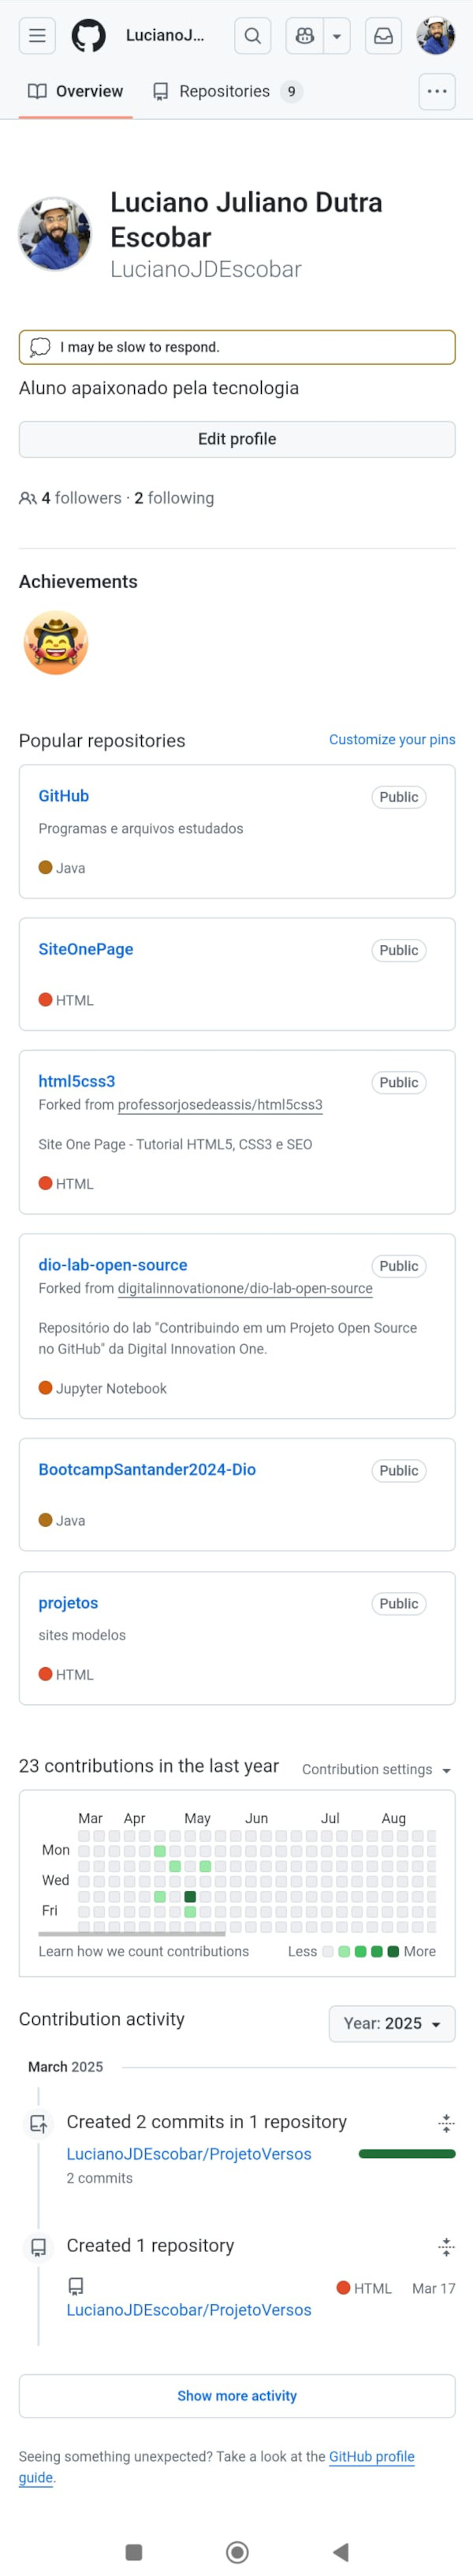 LucianoJ...
Overview
Repositories 9
Luciano Juliano Dutra
Escobar
LucianoJDEscobar
I may be slow to respond.
Aluno apaixonado pela tecnologia
Edit profile
4 followers · 2 following
Achievements
Popular repositories
Customize your pins
GitHub
Public
Programas e arquivos estudados
Java
SiteOnePage
Public
HTML
html5css3
Public
Forked from professorjosedeassis/html5css3
Site One Page - Tutorial HTML5, CSS3 e SEO
HTML
dio-lab-open-source
Public
Forked from digitalinnovationone/dio-lab-open-source
Repositório do lab "Contribuindo em um Projeto Open Source
no GitHub" da Digital Innovation One.
Jupyter Notebook
BootcampSantander2024-Dio
Public
Java
projetos
Public
sites modelos
HTML
23 contributions in the last year
Contribution settings
Mar Apr May Jun Jul Aug
Mon
Wed
Fri
Learn how we count contributions
Less More
Contribution activity
Year: 2025
March 2025
Created 2 commits in 1 repository
LucianoJDEscobar/ProjetoVersos
2 commits
Created 1 repository
HTML Mar 17
LucianoJDEscobar/ProjetoVersos
Show more activity
Seeing something unexpected? Take a look at the GitHub profile
guide.